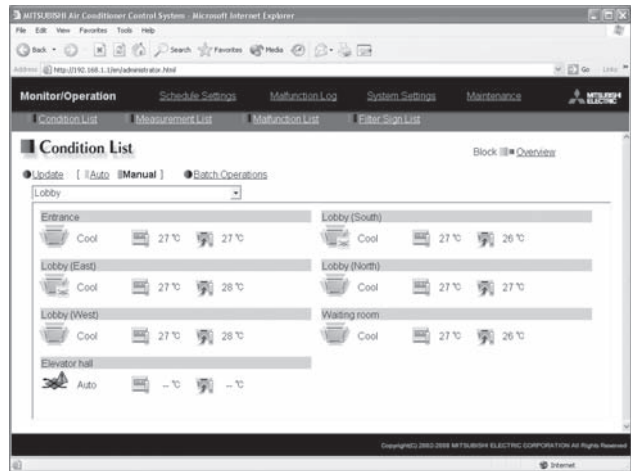 MITSUBISHI Air Conditioner Control System - Microsoft Internet Explorer
File Edit View Favorites Tools Help
Back Search Favorites Media
Address http://192.168.1.1/en/administrator.html Go Links »
Monitor/Operation Schedule Settings Malfunction Log System Settings Maintenance MITSUBISHI ELECTRIC
Condition List Measurement List Malfunction List Filter Sign List
Condition List
Block Overview
Update [ Auto Manual ] Batch Operations
Lobby
Entrance Lobby (South)
Cool 27 ℃ 27 ℃ Cool 27 ℃ 26 ℃
Lobby (East) Lobby (North)
Cool 27 ℃ 28 ℃ Cool 27 ℃ 27 ℃
Lobby (West) Waiting room
Cool 27 ℃ 28 ℃ Cool 27 ℃ 26 ℃
Elevator hall
Auto -- ℃ -- ℃
Copyright(C) 2003-2008 MITSUBISHI ELECTRIC CORPORATION All Rights Reserved
Internet